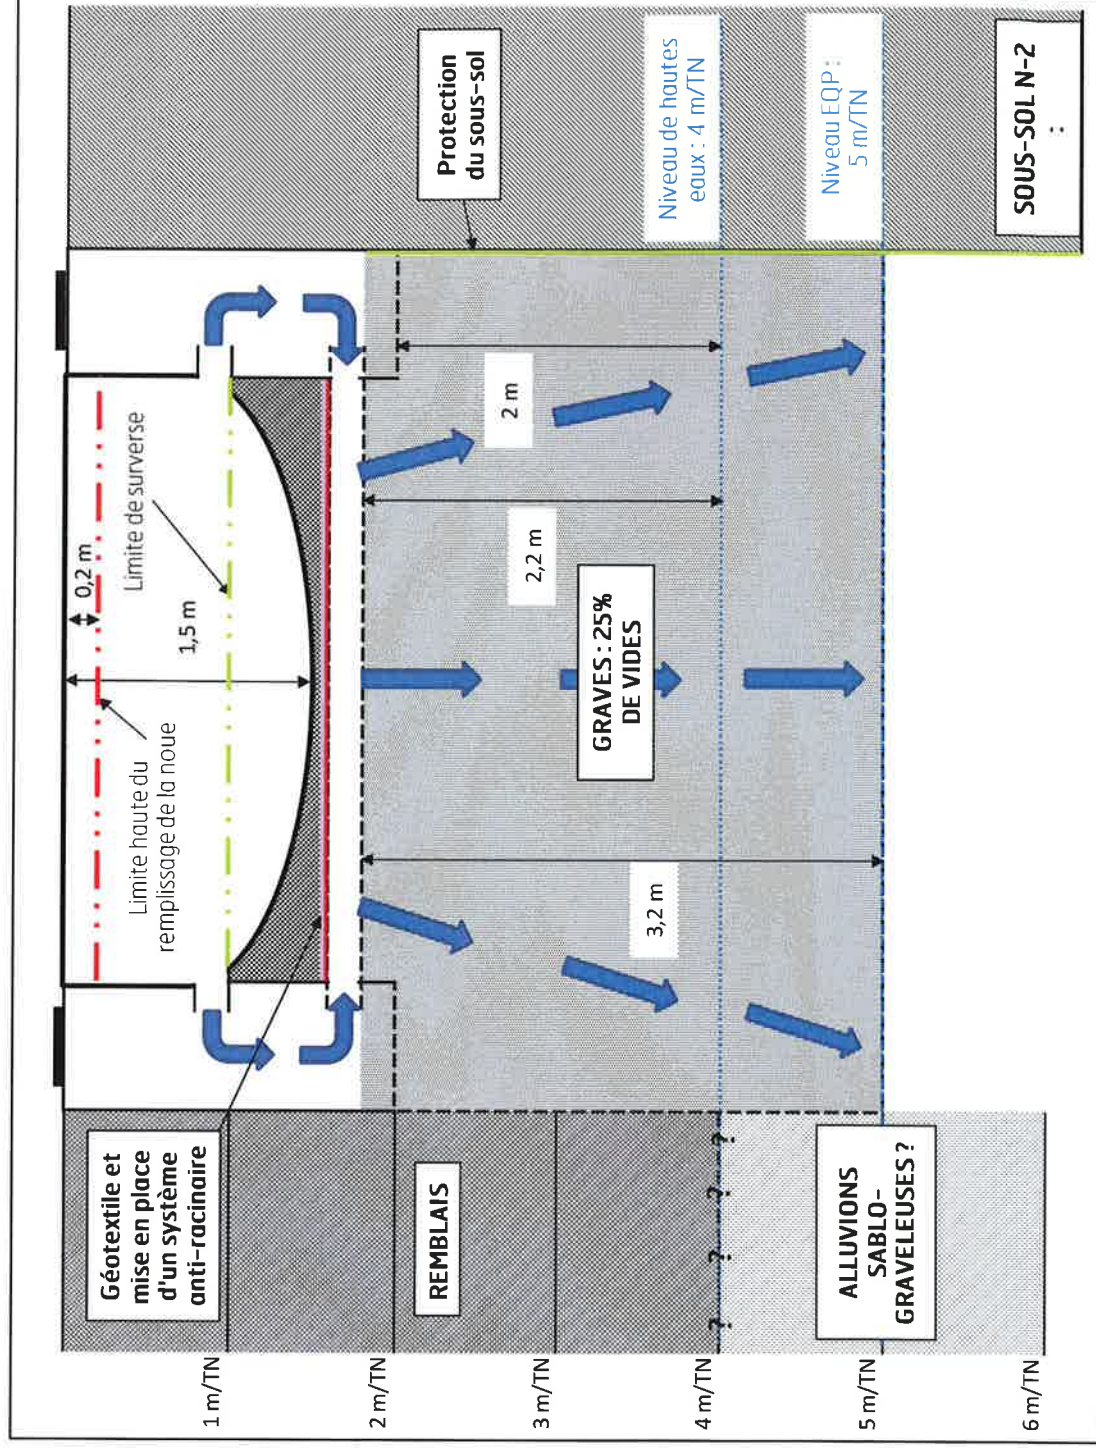 Géotextile et
mise en place
d'un système
anti-racinaire
Limite haute du
remplissage de la noue
0,2 m
1,5 m
Limite de surverse
Protection
du sous-sol
REMBLAIS
2 m
2,2 m
3,2 m
GRAVES : 25%
DE VIDES
Niveau de hautes
eaux : 4 m/TN
Niveau EQP :
5 m/TN
? ? ? ?
ALLUVIONS
SABLO-
GRAVELEUSES ?
SOUS-SOL N-2
:
1 m/TN
2 m/TN
3 m/TN
4 m/TN
5 m/TN
6 m/TN